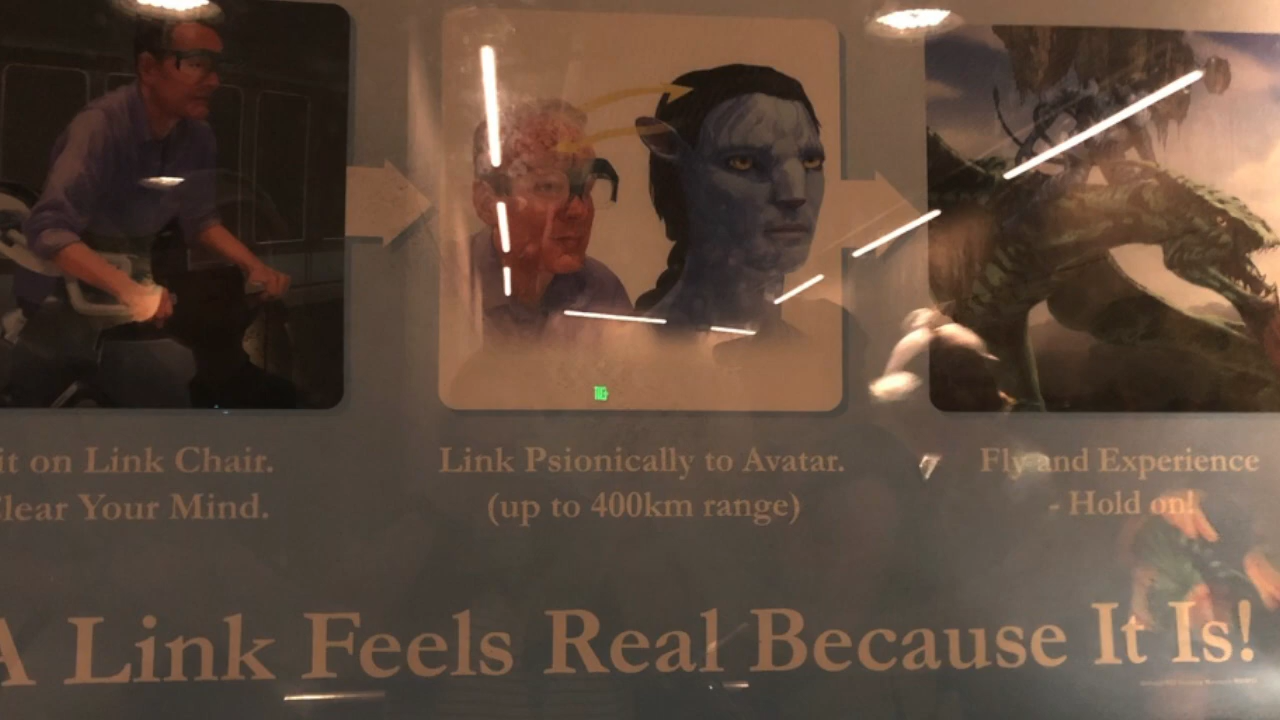 it on Link Chair.
lear Your Mind.
Link Psionically to Avatar.
(up to 400km range)
Fly and Experience
- Hold on!
A Link Feels Real Because It Is!